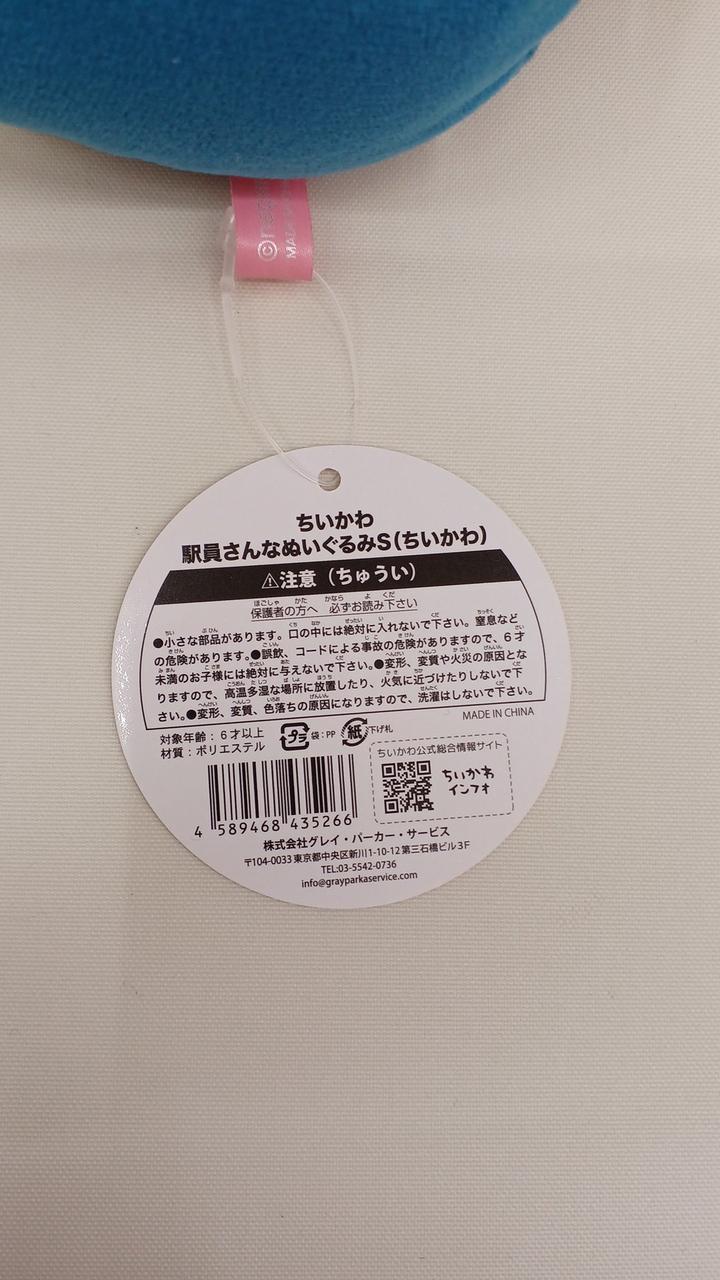 ©
MA
ちいかわ
駅員さんなぬいぐるみS(ちいかわ)
⚠注意（ちゅうい）
保護者の方へ 必ずお読み下さい
●小さな部品があります。口の中には絶対に入れないで下さい。窒息など
の危険があります。●誤飲、コードによる事故の危険がありますので、6才
未満のお子様には絶対に与えないで下さい。●変形、変質や火災の原因とな
りますので、高温多湿な場所に放置したり、火気に近づけたりしないで下
さい。●変形、変質、色落ちの原因になりますので、洗濯はしないで下さい。
MADE IN CHINA
対象年齢：6才以上
材質：ポリエステル
プラ 袋：PP 紙 下げ札
ちいかわ公式総合情報サイト
ちいかわ
インフォ
4 589468 435266
株式会社グレイ・パーカー・サービス
〒104-0033 東京都中央区新川1-10-12 第三石橋ビル3F
TEL:03-5542-0736
info@grayparkaservice.com